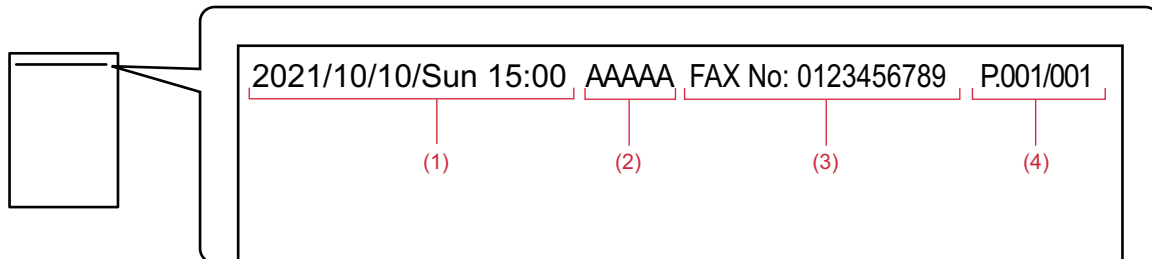 2021/10/10/Sun 15:00 AAAAA FAX No: 0123456789 P.001/001
(1) (2) (3) (4)